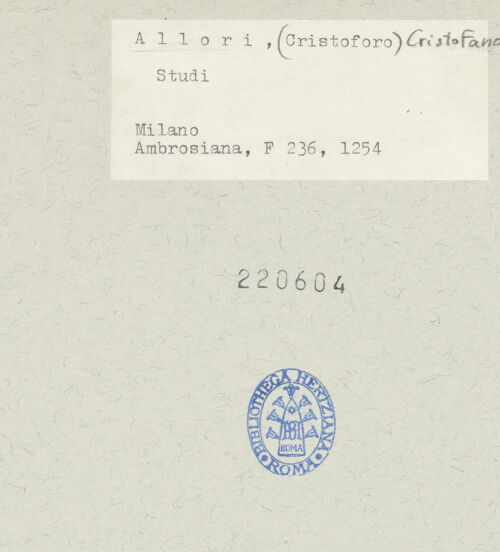 A l l o r i , (Cristoforo) Cristofano
Studi
Milano
Ambrosiana, F 236, 1254
220604
BIBLIOTHECA HERTZIANA
ROMA
ROMA